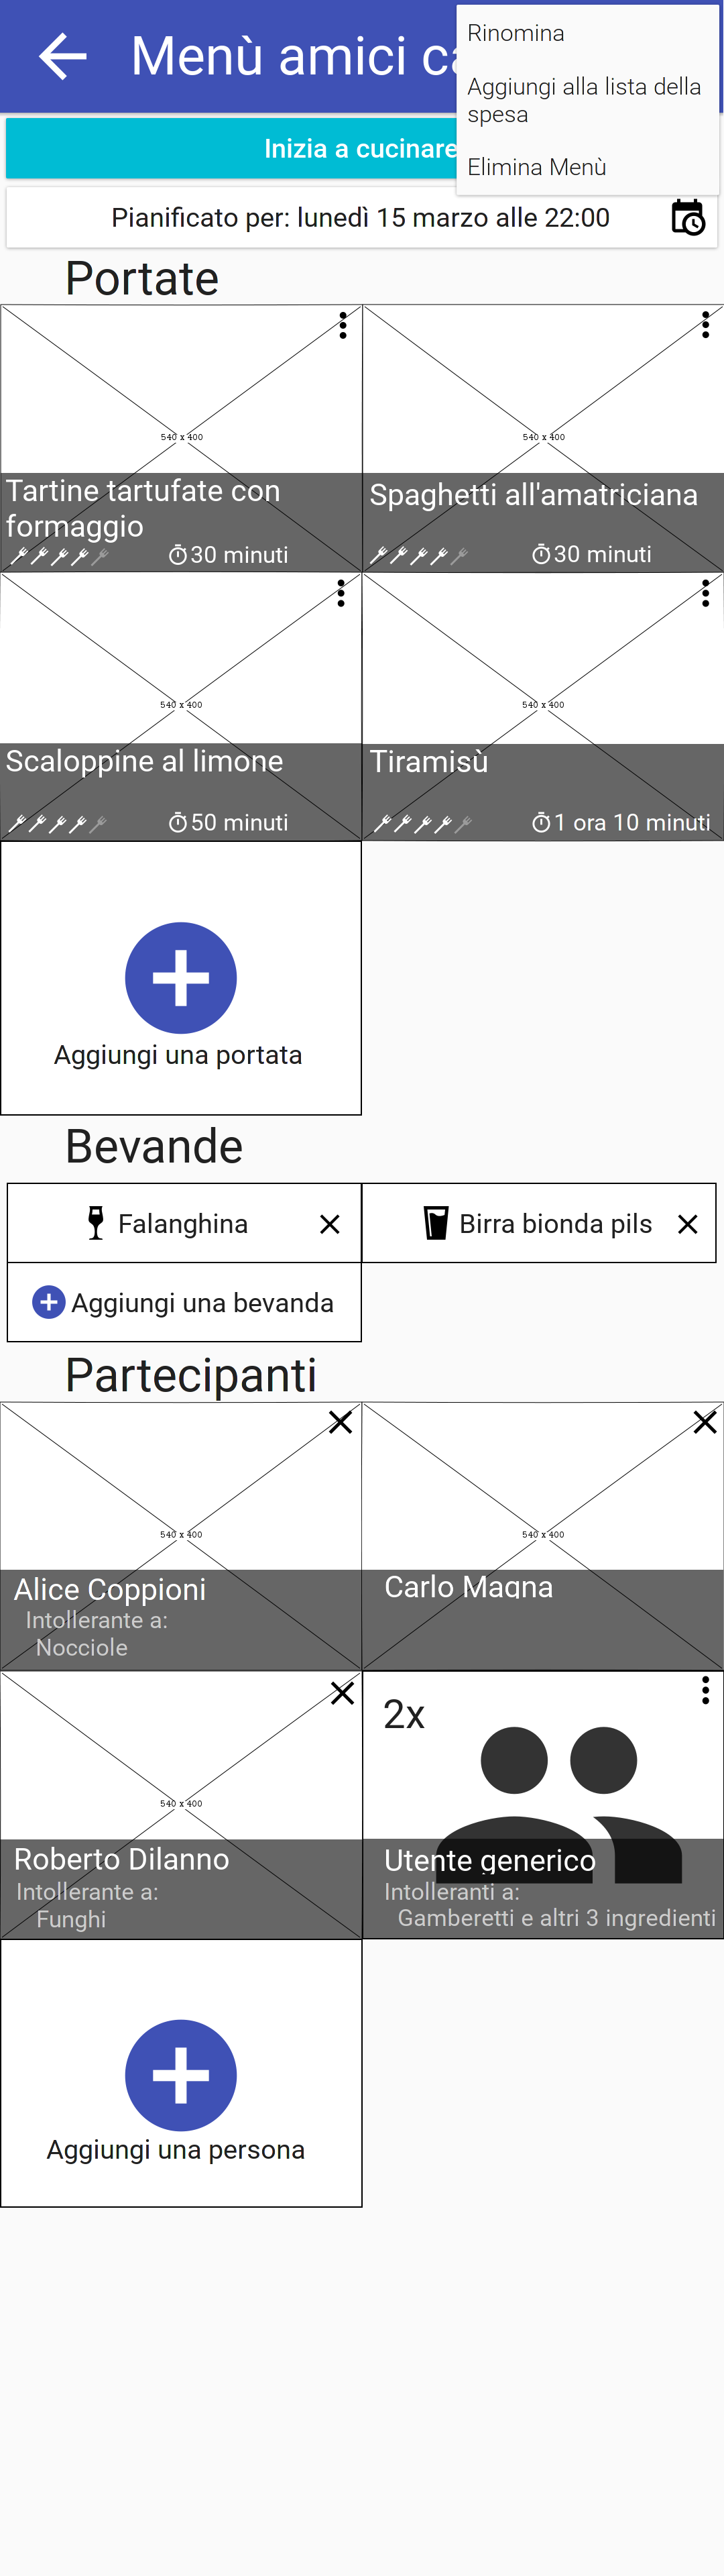 Menù amici ca
Rinomina
Aggiungi alla lista della
spesa
Elimina Menù
Inizia a cucinare
Pianificato per: lunedì 15 marzo alle 22:00
Portate
540 x 400
540 x 400
Tartine tartufate con
formaggio
30 minuti
Spaghetti all'amatriciana
30 minuti
540 x 400
540 x 400
Scaloppine al limone
50 minuti
Tiramisù
1 ora 10 minuti
Aggiungi una portata
Bevande
Falanghina
Birra bionda pils
Aggiungi una bevanda
Partecipanti
540 x 400
540 x 400
Alice Coppioni
Intollerante a:
Nocciole
Carlo Magna
540 x 400
2x
Roberto Dilanno
Intollerante a:
Funghi
Utente generico
Intolleranti a:
Gamberetti e altri 3 ingredienti
Aggiungi una persona